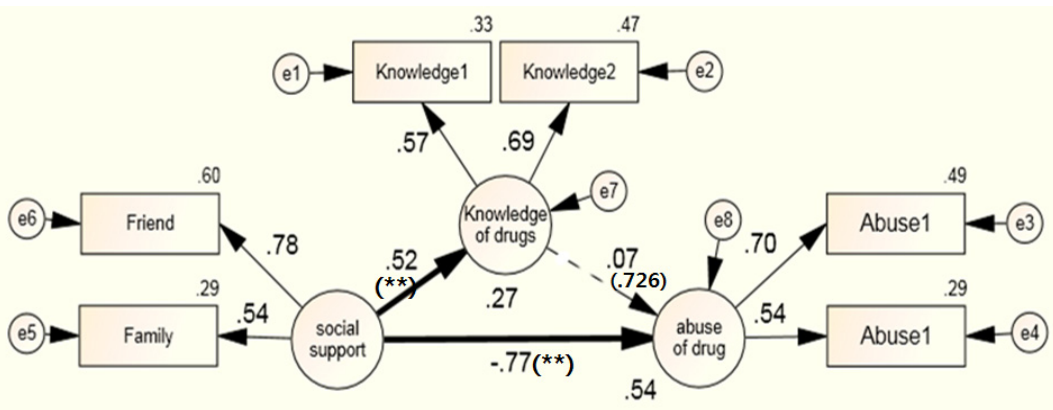 .33
.47
e1
Knowledge1
Knowledge2
e2
.57
.69
.60
.49
e6
Friend
Knowledge
of drugs
e7
e8
Abuse1
e3
.78
.70
.52
(**)
.07
(.726)
.27
.29
.29
e5
Family
.54
social
support
abuse
of drug
.54
Abuse1
e4
-.77(**)
.54